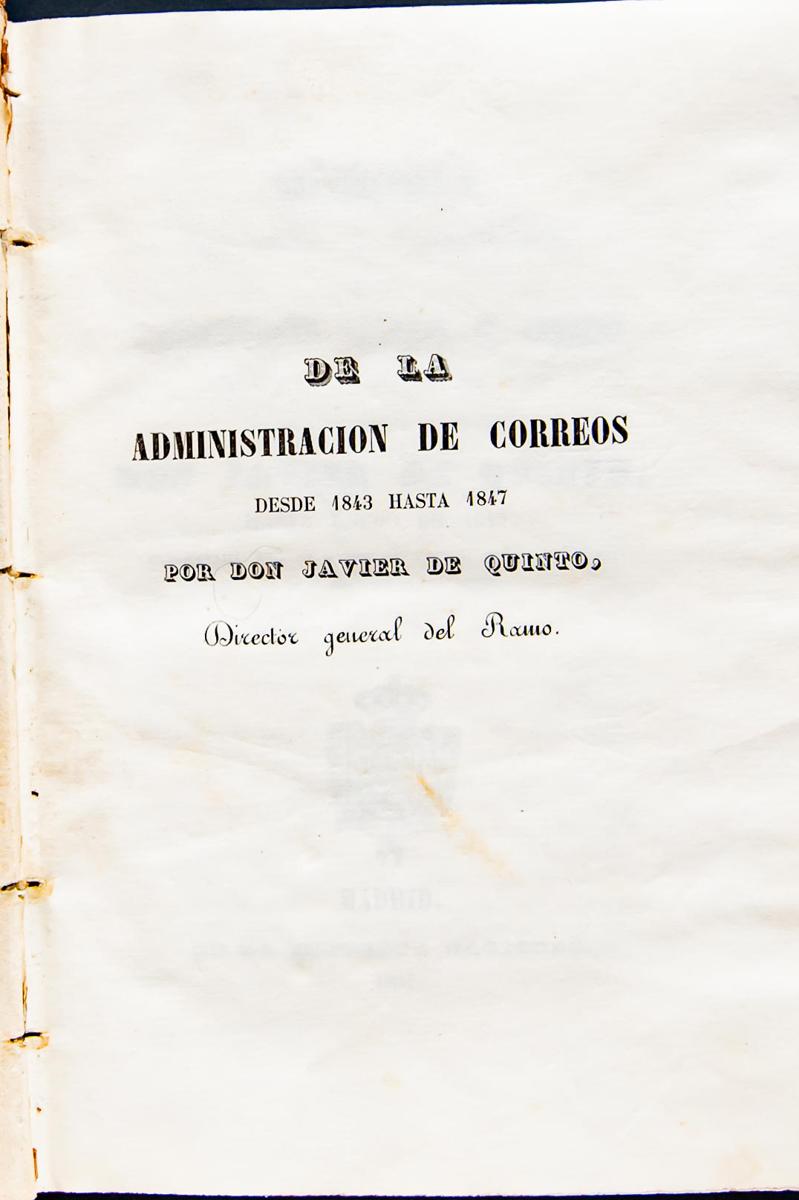 DE LA
ADMINISTRACION DE CORREOS
DESDE 1843 HASTA 1847
POR DON JAVIER DE QUINTO,
Director general del Ramo.